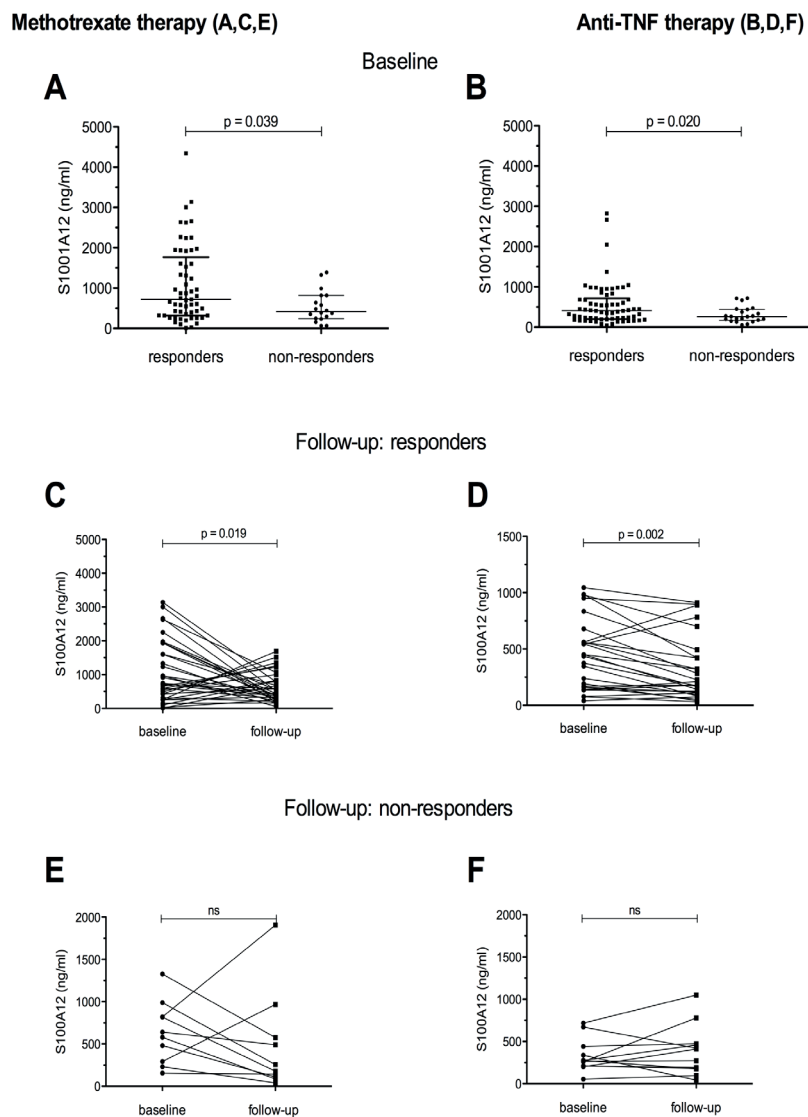 Methotrexate therapy (A,C,E)
Anti-TNF therapy (B,D,F)
Baseline
A
B
p = 0.039
p = 0.020
S1001A12 (ng/ml)
5000
4000
3000
2000
1000
0
responders
non-responders
S1001A12 (ng/ml)
5000
4000
3000
2000
1000
0
responders
non-responders
Follow-up: responders
C
D
p = 0.019
p = 0.002
S100A12 (ng/ml)
5000
4000
3000
2000
1000
0
baseline
follow-up
S100A12 (ng/ml)
1500
1000
500
0
baseline
follow-up
Follow-up: non-responders
E
F
ns
ns
S100A12 (ng/ml)
2000
1500
1000
500
0
baseline
follow-up
S100A12 (ng/ml)
2000
1500
1000
500
0
baseline
follow-up